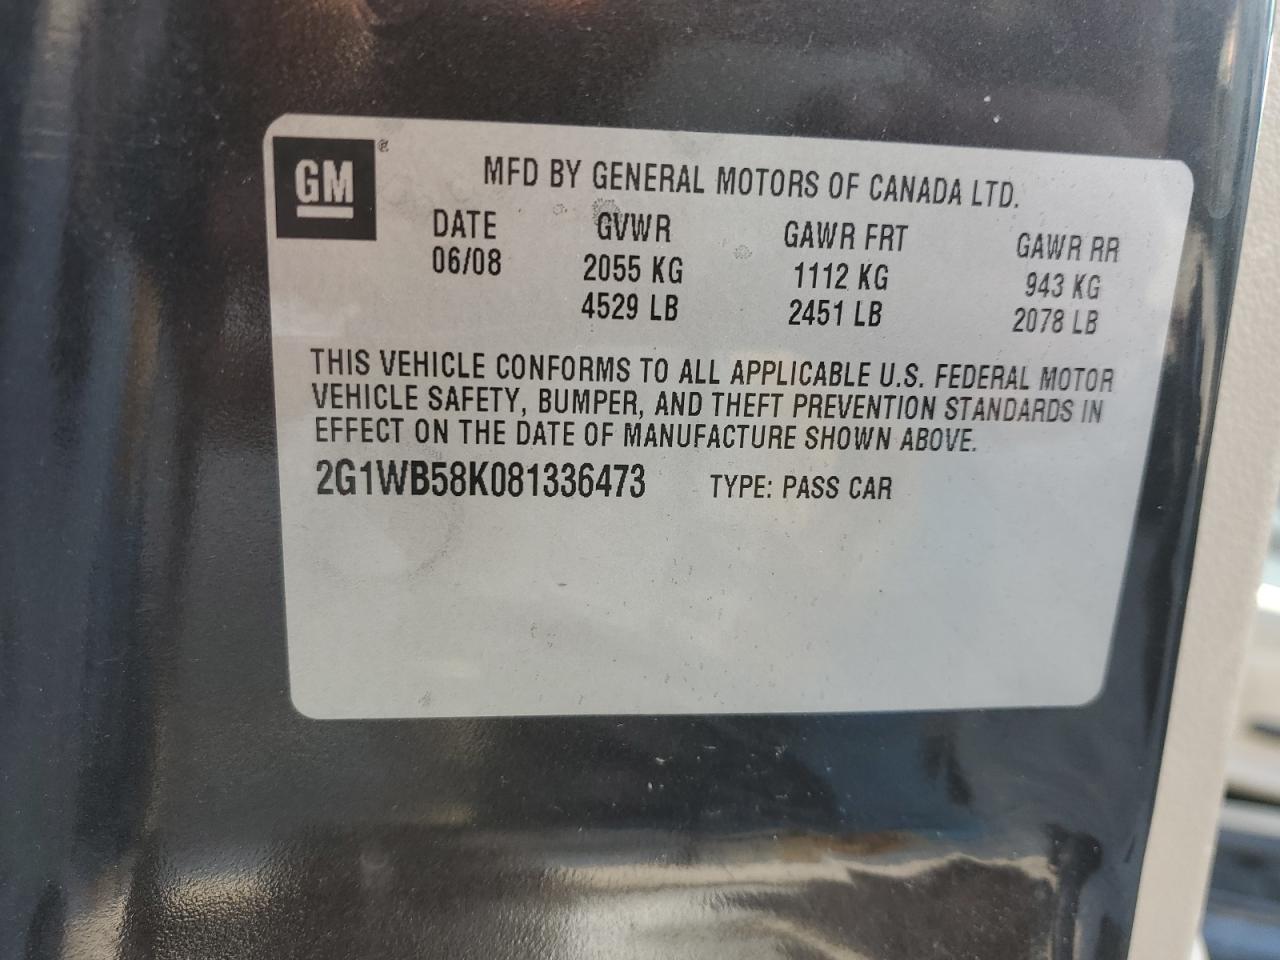 GM®
MFD BY GENERAL MOTORS OF CANADA LTD.
DATE GVWR GAWR FRT GAWR RR
06/08 2055 KG 1112 KG 943 KG
4529 LB 2451 LB 2078 LB
THIS VEHICLE CONFORMS TO ALL APPLICABLE U.S. FEDERAL MOTOR
VEHICLE SAFETY, BUMPER, AND THEFT PREVENTION STANDARDS IN
EFFECT ON THE DATE OF MANUFACTURE SHOWN ABOVE.
2G1WB58K081336473 TYPE: PASS CAR